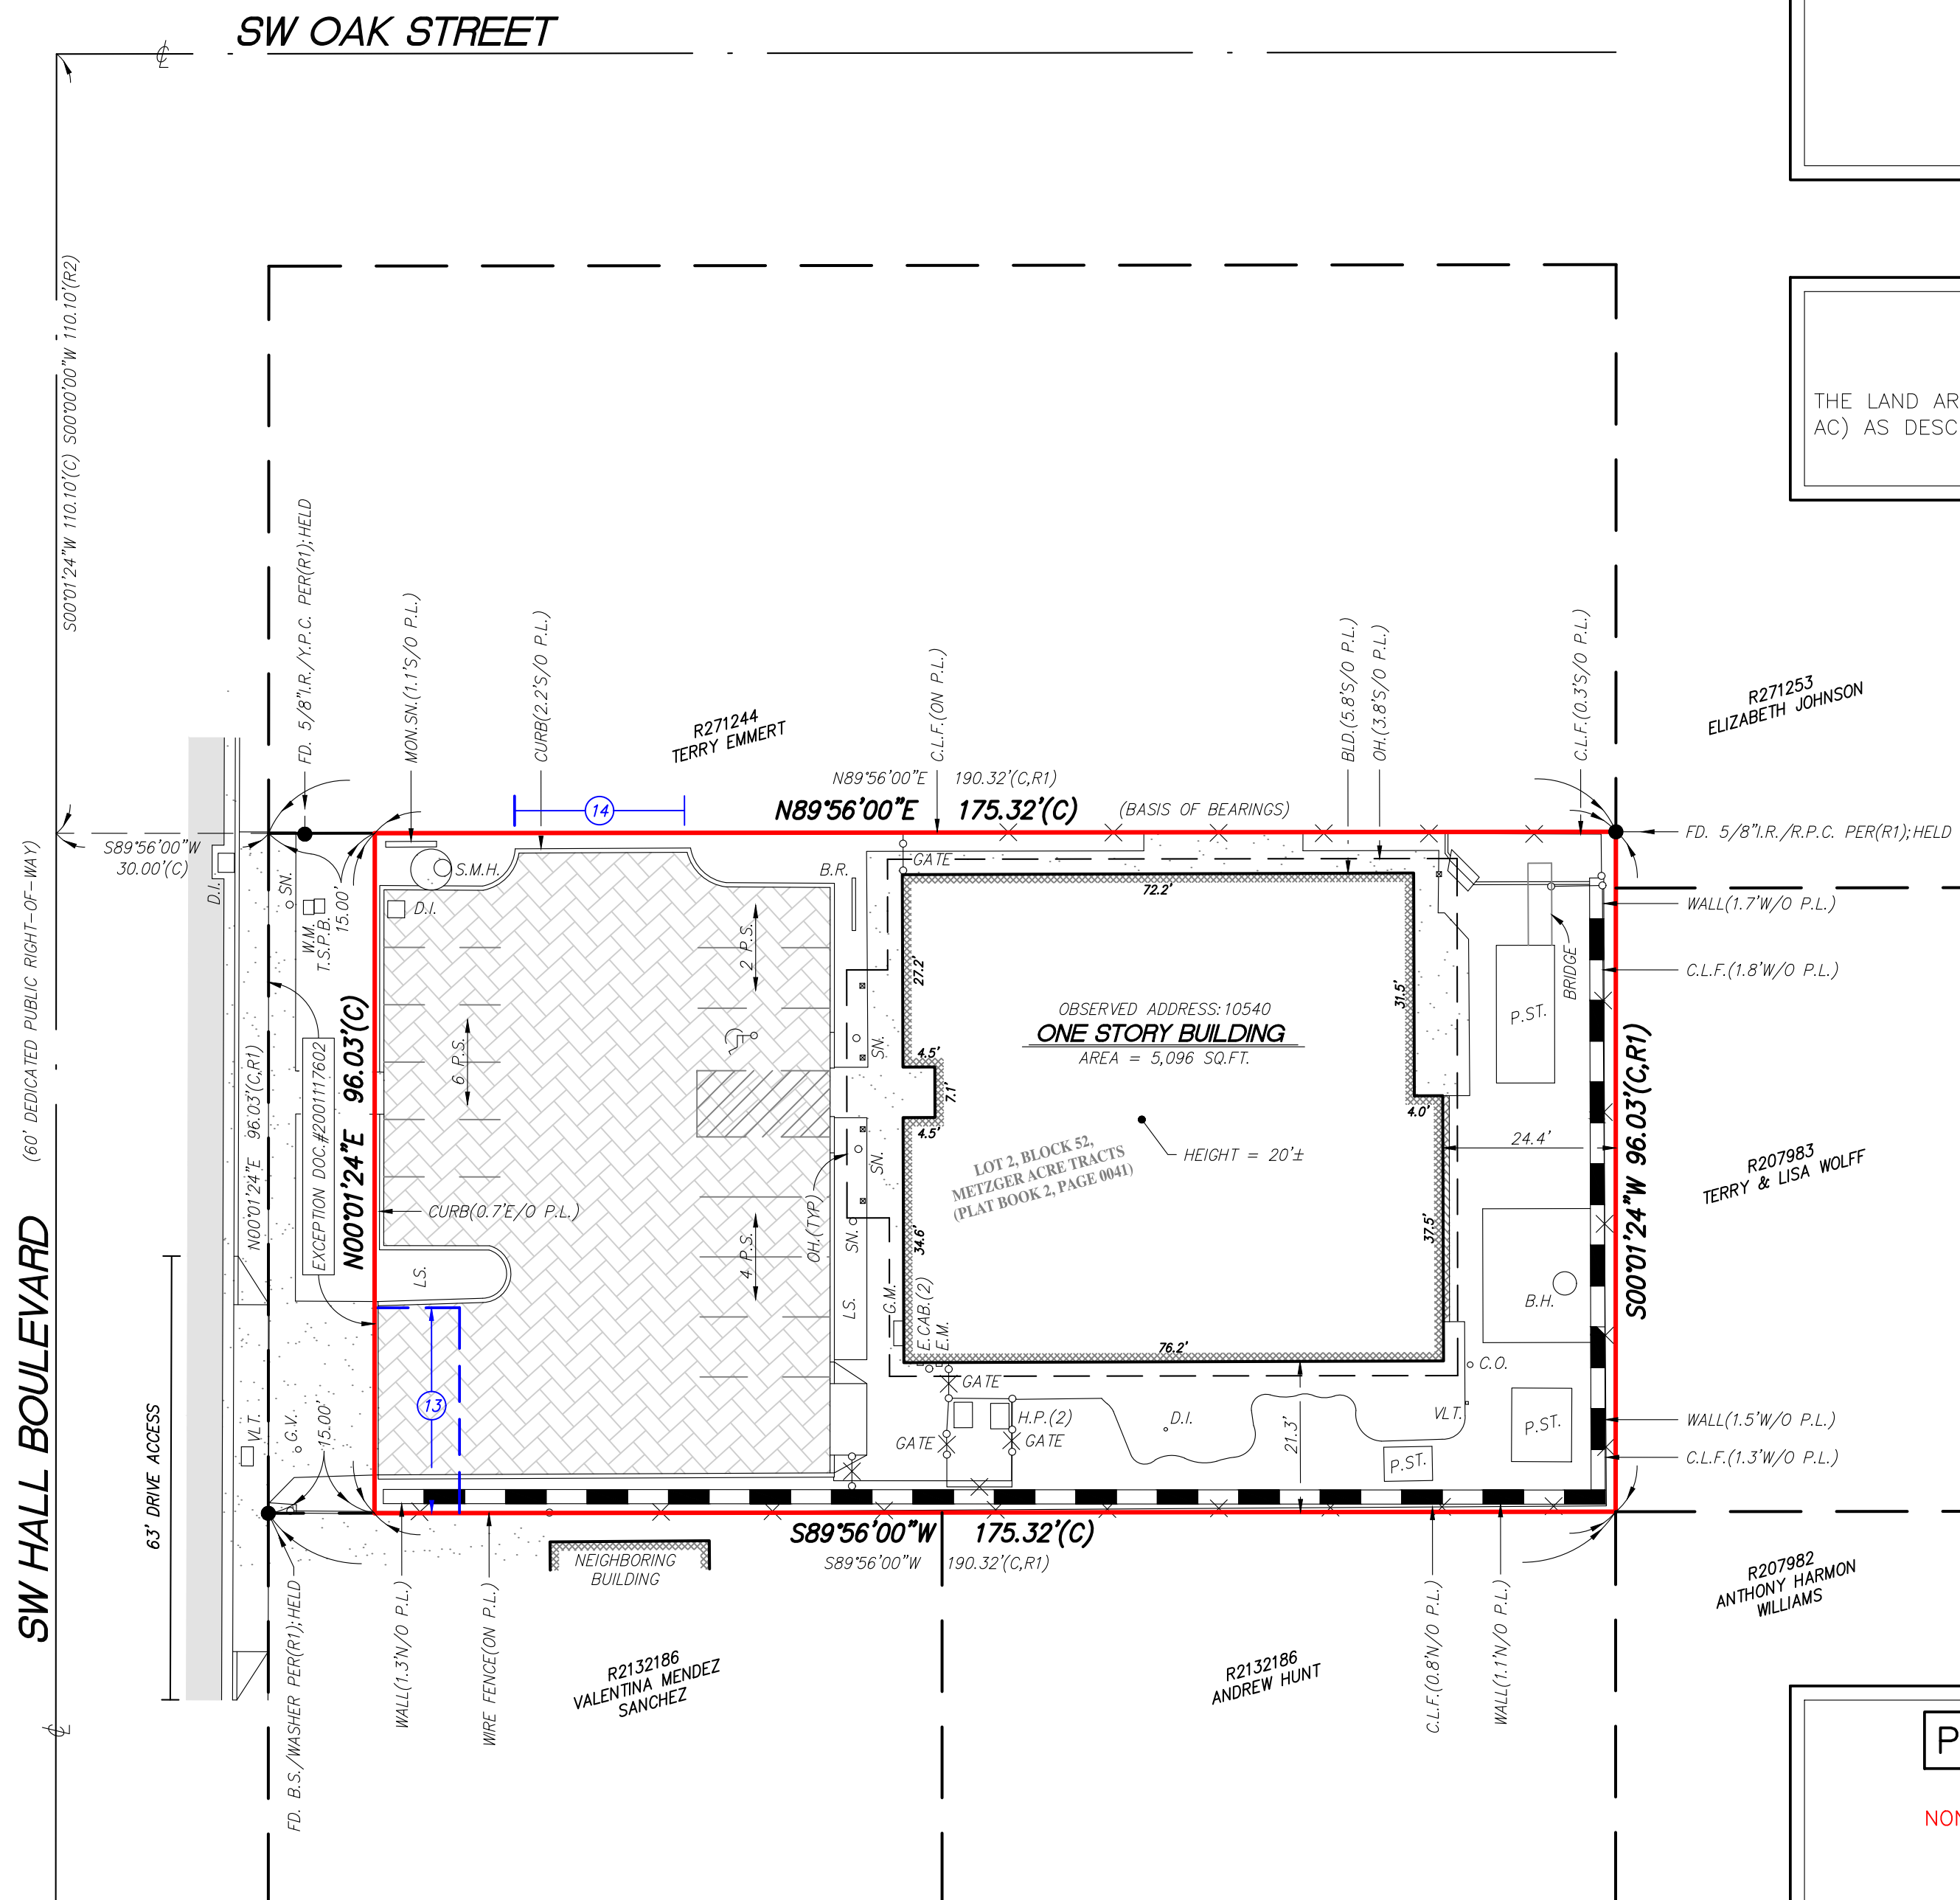 SW OAK STREET
S00°01'24"W 110.10'(C) S00°00'00"W 110.10'(R2)
THE LAND AR
AC) AS DESC
FD. 5/8"I.R./Y.P.C. PER(R1);HELD
MON.SN.(1.1'S/O P.L.)
CURB(2.2'S/O P.L.)
R271244
TERRY EMMERT
C.L.F.(ON P.L.)
BLD.(5.8'S/O P.L.)
OH.(3.8'S/O P.L.)
C.L.F.(0.3'S/O P.L.)
R271253
ELIZABETH JOHNSON
N89°56'00"E 190.32'(C,R1)
14
N89°56'00"E 175.32'(C)
(BASIS OF BEARINGS)
FD. 5/8"I.R./R.P.C. PER(R1);HELD
S89°56'00"W
30.00'(C)
D.I.
SN.
W.M.
T.S.P.B.
15.00'
S.M.H.
D.I.
B.R.
GATE
72.2'
2 P.S.
27.2'
WALL(1.7'W/O P.L.)
C.L.F.(1.8'W/O P.L.)
BRIDGE
P.ST.
31.5'
OBSERVED ADDRESS:10540
ONE STORY BUILDING
AREA = 5,096 SQ.FT.
SN.
4.5'
7.1'
4.5'
6 P.S.
4.0'
24.4'
HEIGHT = 20'±
LOT 2, BLOCK 52,
METZGER ACRE TRACTS
(PLAT BOOK 2, PAGE 0041)
N00°01'24"E 96.03'(C,R1)
EXCEPTION DOC.#2001117602
N00°01'24"E 96.03'(C)
S00°01'24"W 96.03'(C,R1)
R207983
TERRY & LISA WOLFF
SW HALL BOULEVARD
(60' DEDICATED PUBLIC RIGHT-OF-WAY)
CURB(0.7'E/O P.L.)
LS.
4 P.S.
OH.(TYP)
SN.
SN.
LS.
G.M.
34.6'
E.CAB.(2)
E.M.
37.5'
76.2'
B.H.
C.O.
GATE
63' DRIVE ACCESS
VLT.
G.V.
15.00'
13
GATE
H.P.(2)
GATE
D.I.
21.3'
VLT.
P.ST.
P.ST.
WALL(1.5'W/O P.L.)
C.L.F.(1.3'W/O P.L.)
S89°56'00"W 175.32'(C)
S89°56'00"W 190.32'(C,R1)
NEIGHBORING
BUILDING
FD. B.S./WASHER PER(R1);HELD
WALL(1.3'N/O P.L.)
WIRE FENCE(ON P.L.)
R2132186
VALENTINA MENDEZ
SANCHEZ
R2132186
ANDREW HUNT
C.L.F.(0.8'N/O P.L.)
WALL(1.1'N/O P.L.)
R207982
ANTHONY HARMON
WILLIAMS
P
NON